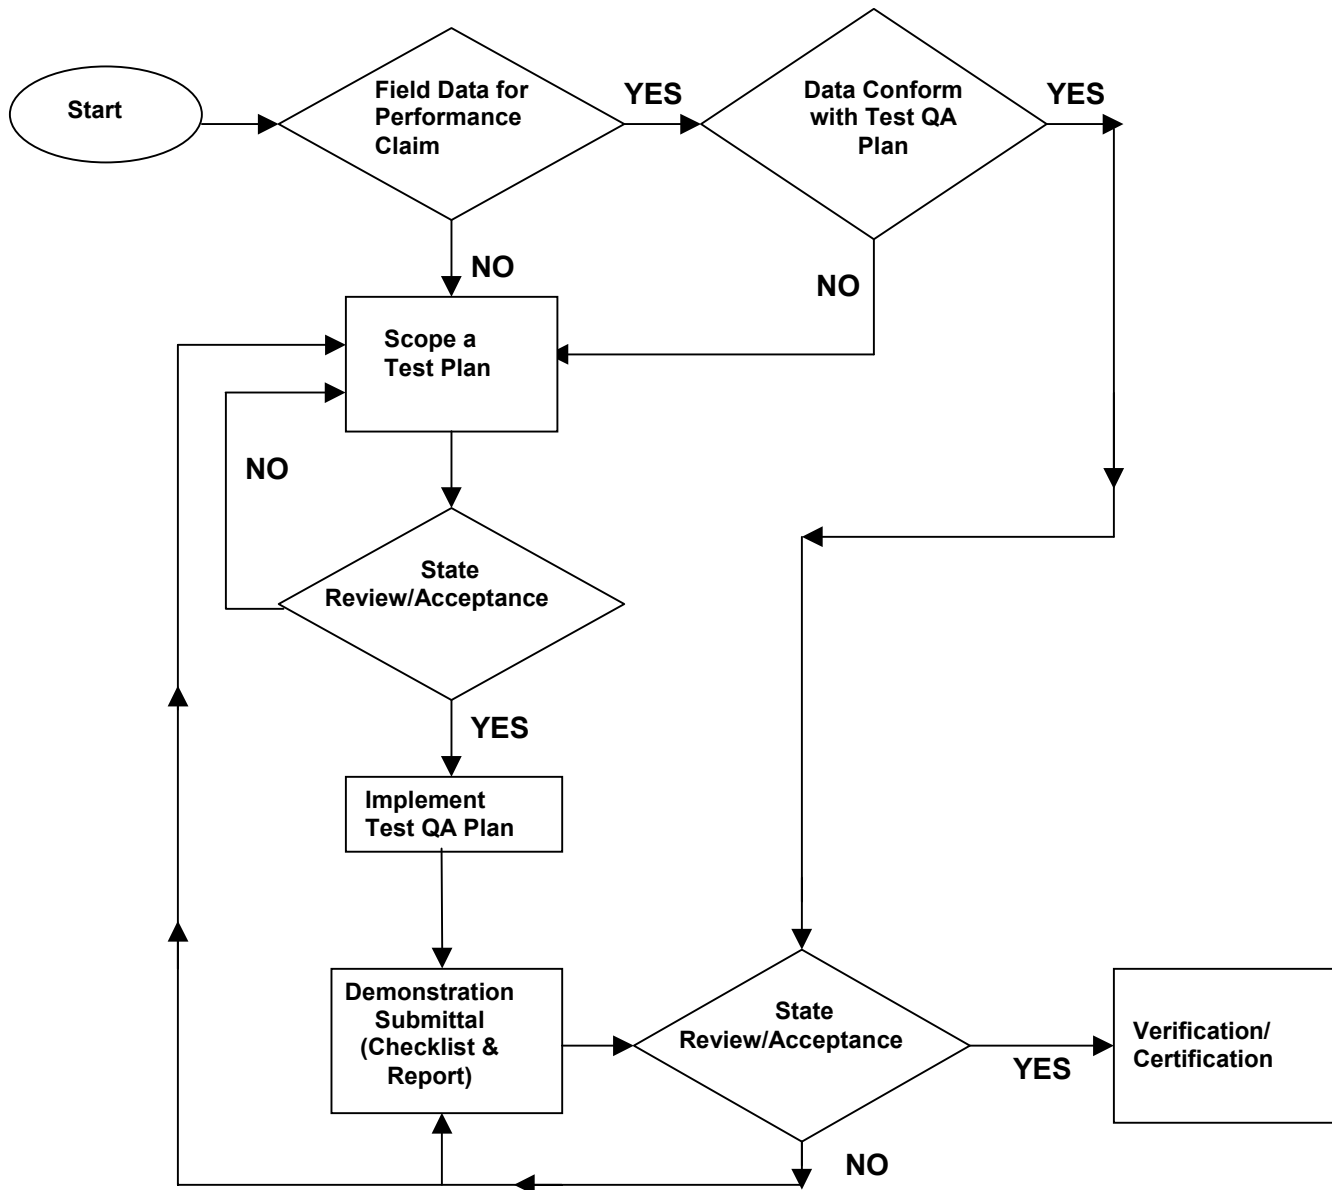 Start
Field Data for
Performance
Claim
YES
Data Conform
with Test QA
Plan
YES
NO
NO
Scope a
Test Plan
NO
State
Review/Acceptance
YES
Implement
Test QA Plan
Demonstration
Submittal
(Checklist &
Report)
State
Review/Acceptance
YES
Verification/
Certification
NO